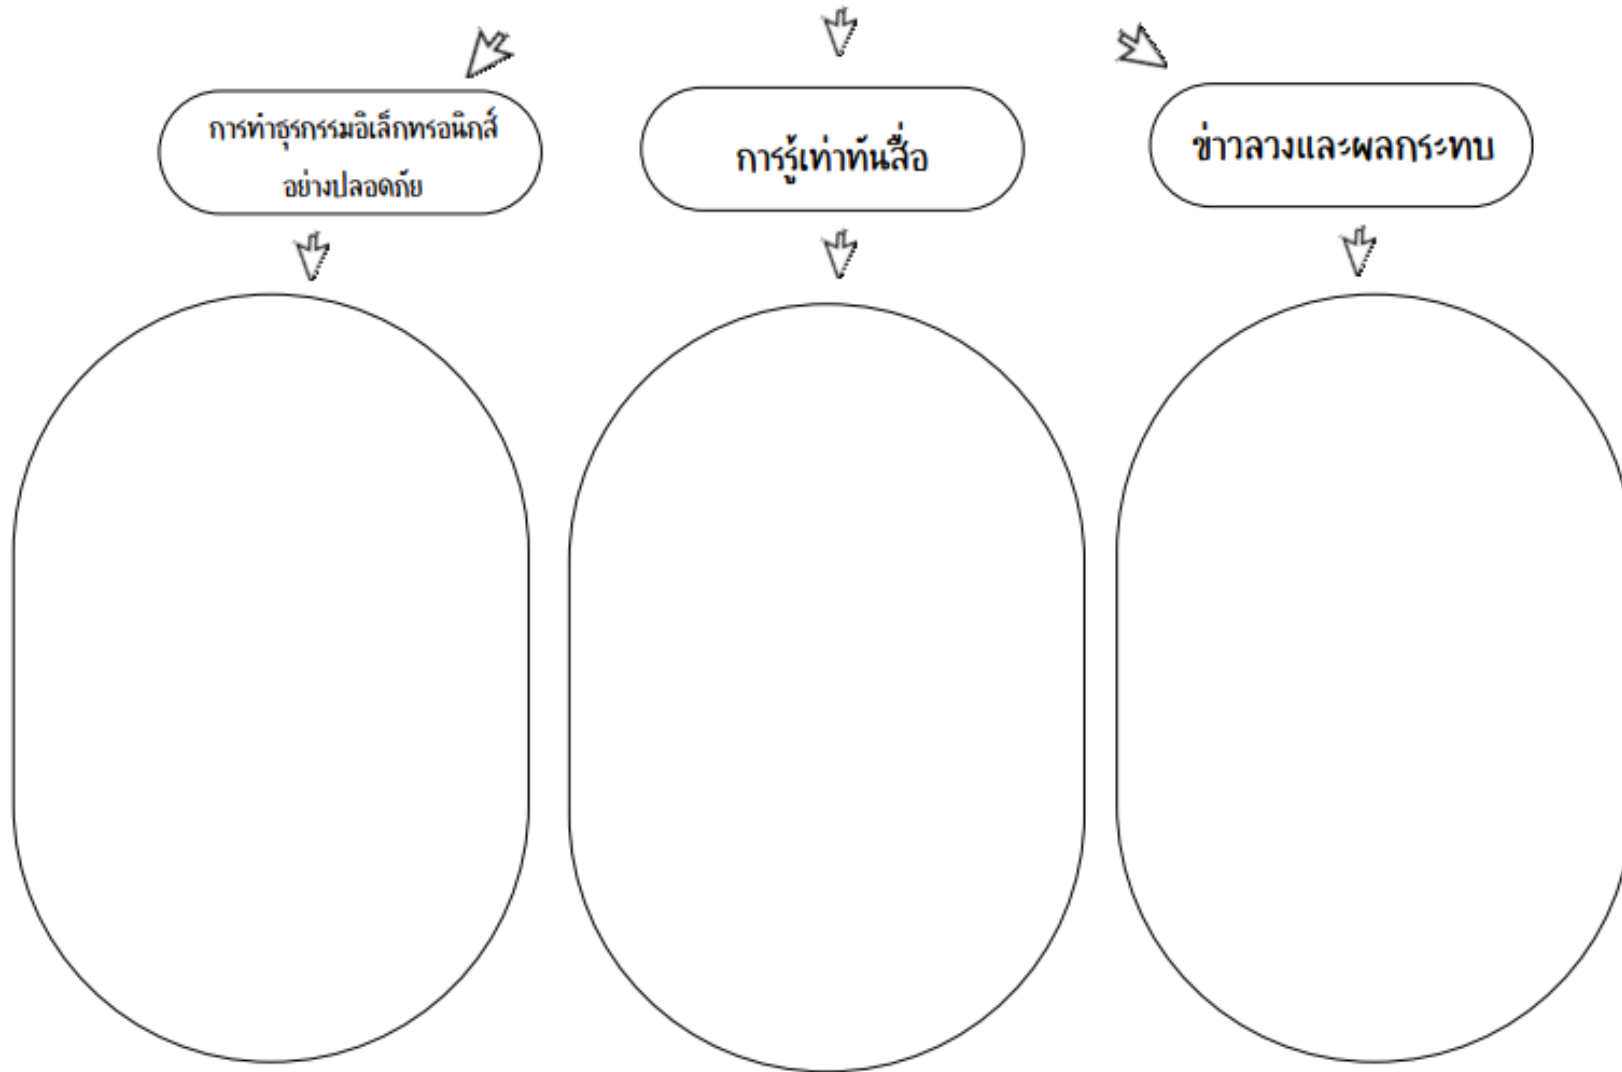 การทำธุรกรรมอิเล็กทรอนิกส์
อย่างปลอดภัย
การรู้เท่าทันสื่อ
ข่าวลวงและผลกระทบ